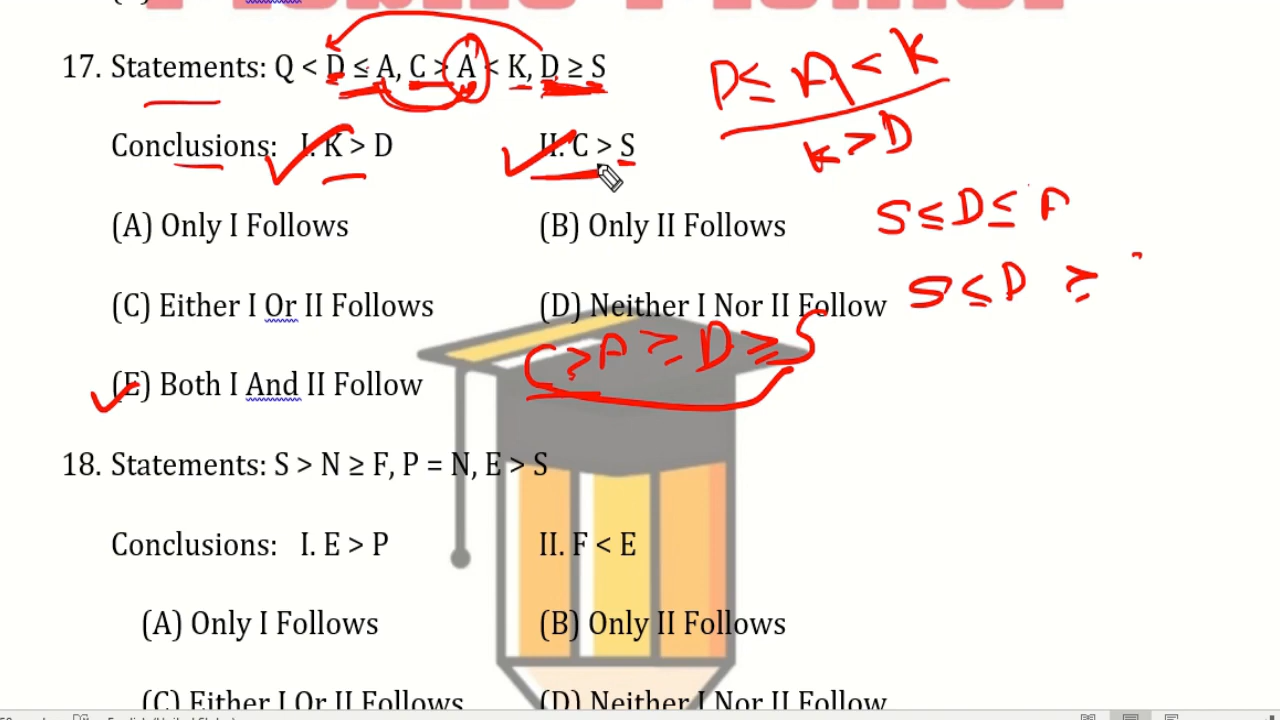 17. Statements: Q < D ≤ A, C > A < K, D ≥ S
D ≤ A < K
K > D
Conclusions: I. K > D II. C > S
S ≤ D ≤ A
(A) Only I Follows (B) Only II Follows
S ≤ D ≥
(C) Either I Or II Follows (D) Neither I Nor II Follow
C > A ≥ D ≥ S
(E) Both I And II Follow
18. Statements: S > N ≥ F, P = N, E > S
Conclusions: I. E > P II. F < E
(A) Only I Follows (B) Only II Follows
(C) Either I Or II Follows (D) Neither I Nor II Follow